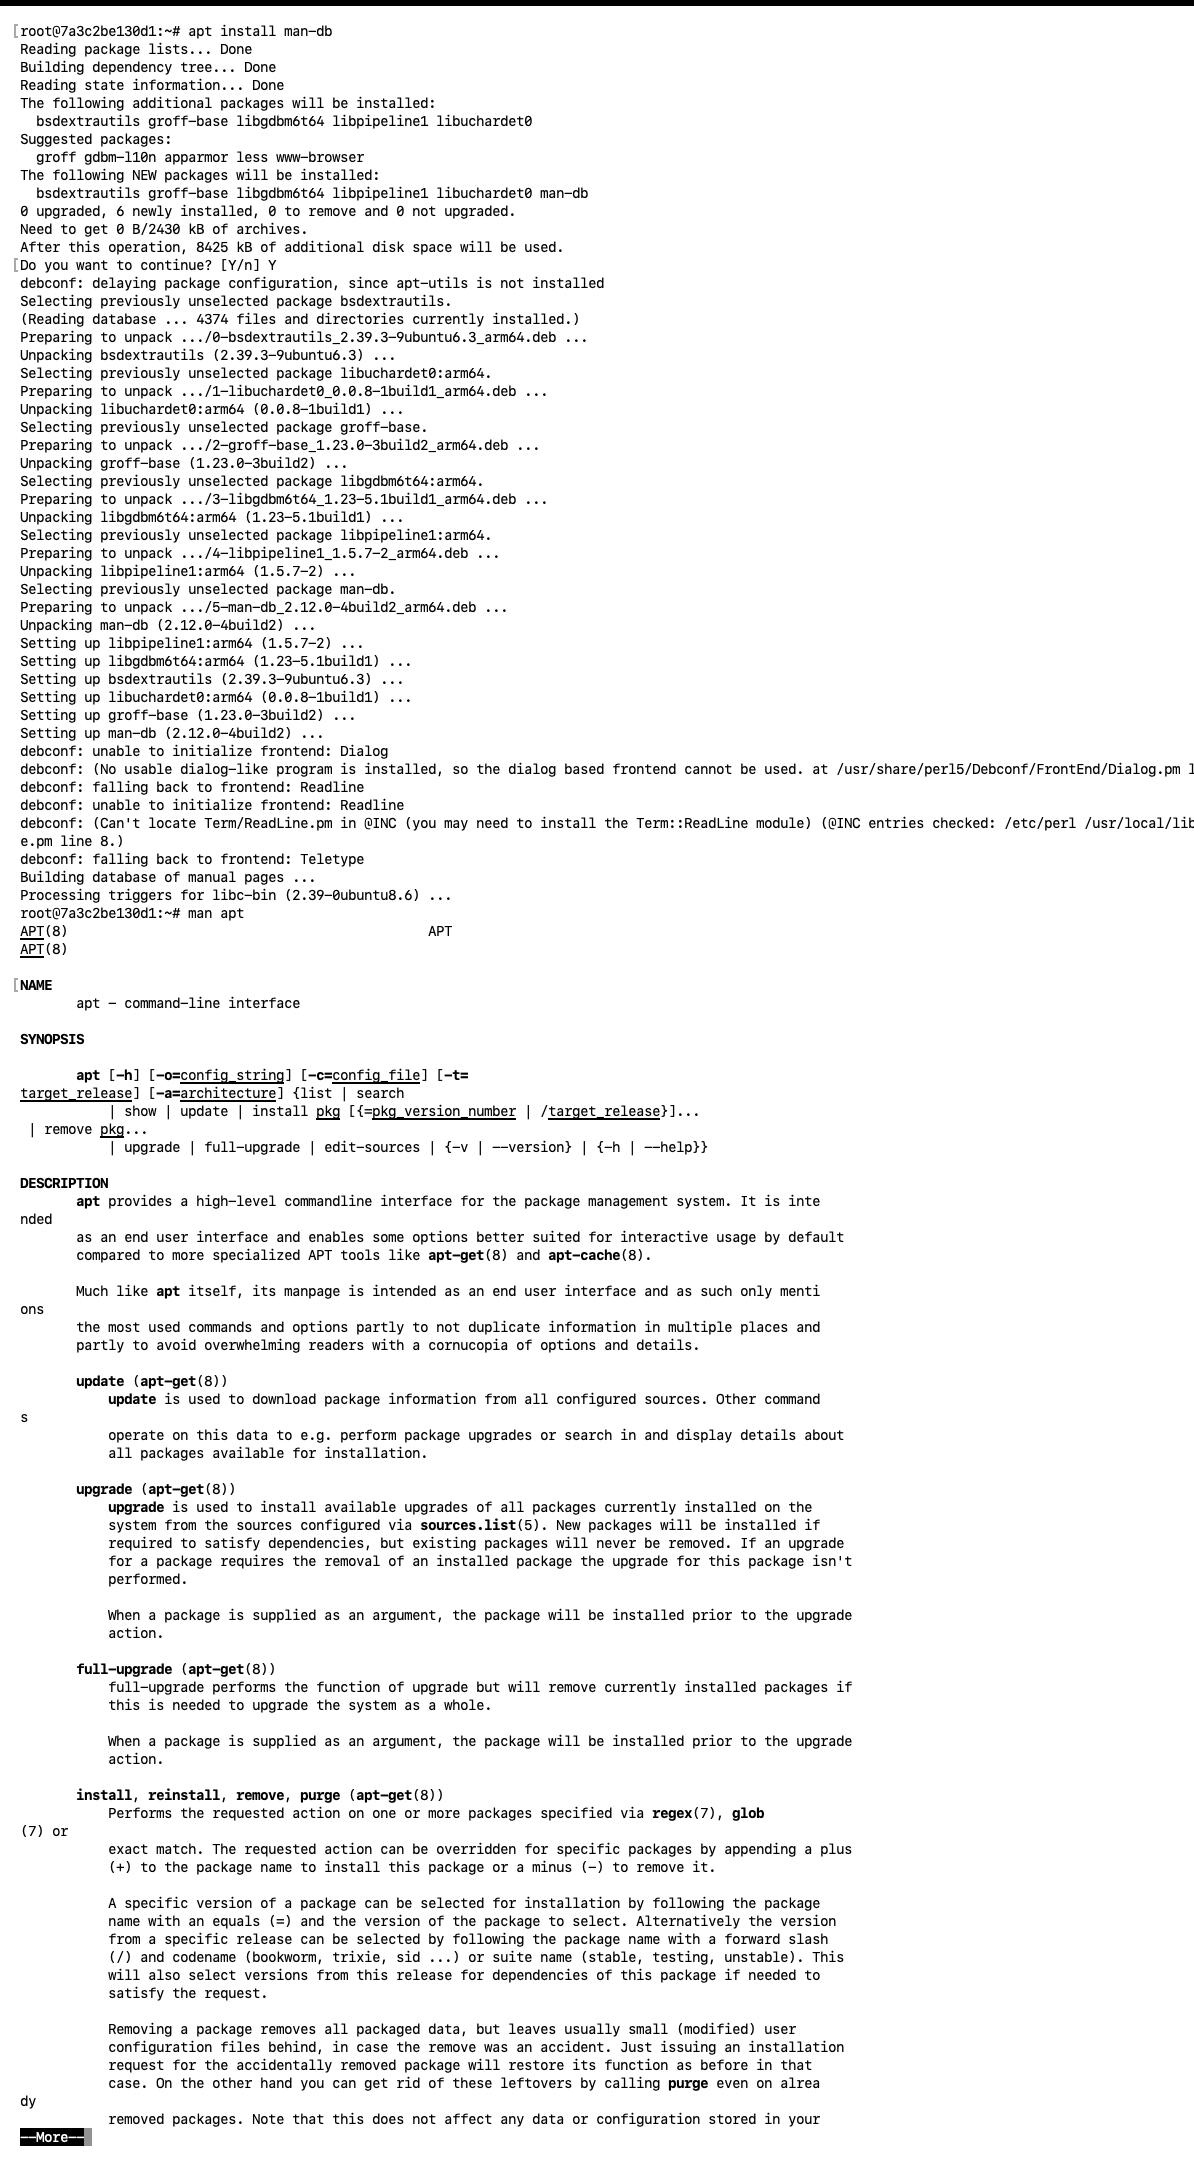 [root@7a3c2be130d1:~# apt install man-db
Reading package lists... Done
Building dependency tree... Done
Reading state information... Done
The following additional packages will be installed:
  bsdextrautils groff-base libgdbm6t64 libpipeline1 libuchardet0
Suggested packages:
  groff gdbm-l10n apparmor less www-browser
The following NEW packages will be installed:
  bsdextrautils groff-base libgdbm6t64 libpipeline1 libuchardet0 man-db
0 upgraded, 6 newly installed, 0 to remove and 0 not upgraded.
Need to get 0 B/2430 kB of archives.
After this operation, 8425 kB of additional disk space will be used.
[Do you want to continue? [Y/n] Y
debconf: delaying package configuration, since apt-utils is not installed
Selecting previously unselected package bsdextrautils.
(Reading database ... 4374 files and directories currently installed.)
Preparing to unpack .../0-bsdextrautils_2.39.3-9ubuntu6.3_arm64.deb ...
Unpacking bsdextrautils (2.39.3-9ubuntu6.3) ...
Selecting previously unselected package libuchardet0:arm64.
Preparing to unpack .../1-libuchardet0_0.0.8-1build1_arm64.deb ...
Unpacking libuchardet0:arm64 (0.0.8-1build1) ...
Selecting previously unselected package groff-base.
Preparing to unpack .../2-groff-base_1.23.0-3build2_arm64.deb ...
Unpacking groff-base (1.23.0-3build2) ...
Selecting previously unselected package libgdbm6t64:arm64.
Preparing to unpack .../3-libgdbm6t64_1.23-5.1build1_arm64.deb ...
Unpacking libgdbm6t64:arm64 (1.23-5.1build1) ...
Selecting previously unselected package libpipeline1:arm64.
Preparing to unpack .../4-libpipeline1_1.5.7-2_arm64.deb ...
Unpacking libpipeline1:arm64 (1.5.7-2) ...
Selecting previously unselected package man-db.
Preparing to unpack .../5-man-db_2.12.0-4build2_arm64.deb ...
Unpacking man-db (2.12.0-4build2) ...
Setting up libpipeline1:arm64 (1.5.7-2) ...
Setting up libgdbm6t64:arm64 (1.23-5.1build1) ...
Setting up bsdextrautils (2.39.3-9ubuntu6.3) ...
Setting up libuchardet0:arm64 (0.0.8-1build1) ...
Setting up groff-base (1.23.0-3build2) ...
Setting up man-db (2.12.0-4build2) ...
debconf: unable to initialize frontend: Dialog
debconf: (No usable dialog-like program is installed, so the dialog based frontend cannot be used. at /usr/share/perl5/Debconf/FrontEnd/Dialog.pm l
debconf: falling back to frontend: Readline
debconf: unable to initialize frontend: Readline
debconf: (Can't locate Term/ReadLine.pm in @INC (you may need to install the Term::ReadLine module) (@INC entries checked: /etc/perl /usr/local/lib
e.pm line 8.)
debconf: falling back to frontend: Teletype
Building database of manual pages ...
Processing triggers for libc-bin (2.39-0ubuntu8.6) ...
root@7a3c2be130d1:~# man apt
APT(8)                                             APT
APT(8)

[NAME
       apt - command-line interface

SYNOPSIS

       apt [-h] [-o=config_string] [-c=config_file] [-t=
target_release] [-a=architecture] {list | search
           | show | update | install pkg [{=pkg_version_number | /target_release}]...
 | remove pkg...
           | upgrade | full-upgrade | edit-sources | {-v | --version} | {-h | --help}}

DESCRIPTION
       apt provides a high-level commandline interface for the package management system. It is inte
nded
       as an end user interface and enables some options better suited for interactive usage by default
       compared to more specialized APT tools like apt-get(8) and apt-cache(8).

       Much like apt itself, its manpage is intended as an end user interface and as such only menti
ons
       the most used commands and options partly to not duplicate information in multiple places and
       partly to avoid overwhelming readers with a cornucopia of options and details.

       update (apt-get(8))
           update is used to download package information from all configured sources. Other command
s
           operate on this data to e.g. perform package upgrades or search in and display details about
           all packages available for installation.

       upgrade (apt-get(8))
           upgrade is used to install available upgrades of all packages currently installed on the
           system from the sources configured via sources.list(5). New packages will be installed if
           required to satisfy dependencies, but existing packages will never be removed. If an upgrade
           for a package requires the removal of an installed package the upgrade for this package isn't
           performed.

           When a package is supplied as an argument, the package will be installed prior to the upgrade
           action.

       full-upgrade (apt-get(8))
           full-upgrade performs the function of upgrade but will remove currently installed packages if
           this is needed to upgrade the system as a whole.

           When a package is supplied as an argument, the package will be installed prior to the upgrade
           action.

       install, reinstall, remove, purge (apt-get(8))
           Performs the requested action on one or more packages specified via regex(7), glob
(7) or
           exact match. The requested action can be overridden for specific packages by appending a plus
           (+) to the package name to install this package or a minus (-) to remove it.

           A specific version of a package can be selected for installation by following the package
           name with an equals (=) and the version of the package to select. Alternatively the version
           from a specific release can be selected by following the package name with a forward slash
           (/) and codename (bookworm, trixie, sid ...) or suite name (stable, testing, unstable). This
           will also select versions from this release for dependencies of this package if needed to
           satisfy the request.

           Removing a package removes all packaged data, but leaves usually small (modified) user
           configuration files behind, in case the remove was an accident. Just issuing an installation
           request for the accidentally removed package will restore its function as before in that
           case. On the other hand you can get rid of these leftovers by calling purge even on alrea
dy
           removed packages. Note that this does not affect any data or configuration stored in your
--More--